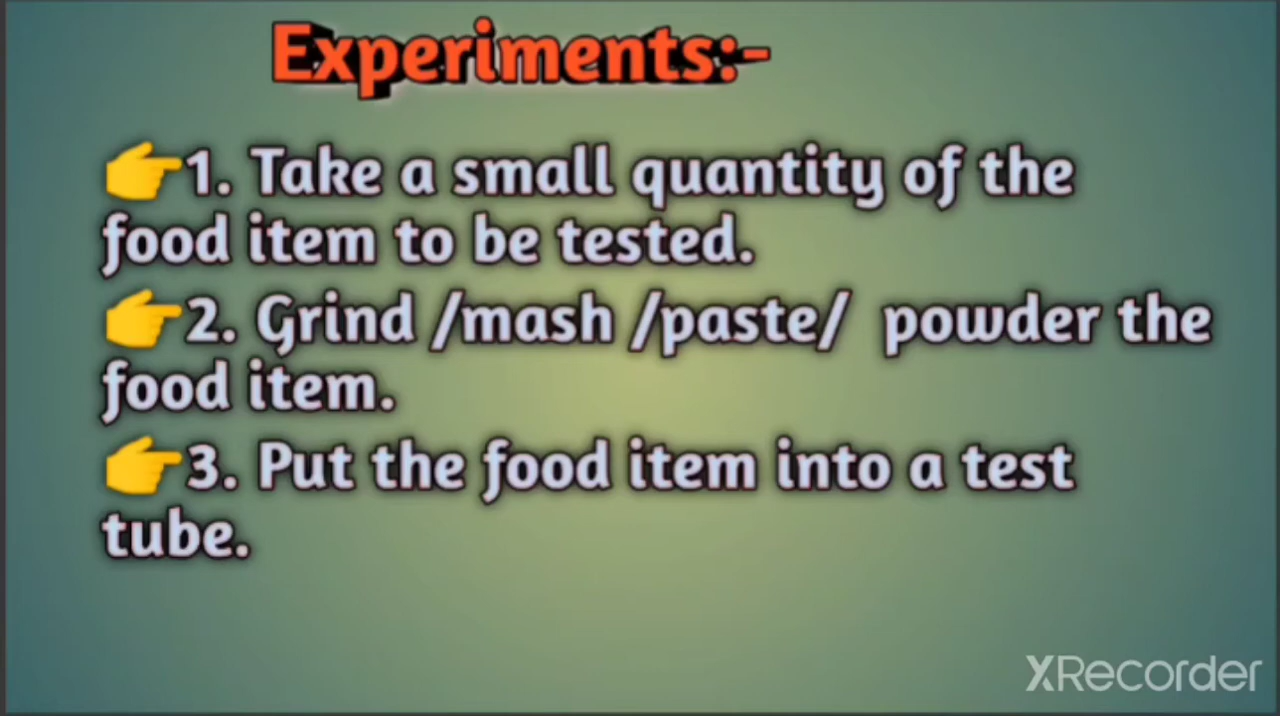 Experiments:-
👉1. Take a small quantity of the
food item to be tested.
👉2. Grind /mash /paste/ powder the
food item.
👉3. Put the food item into a test
tube.
XRecorder